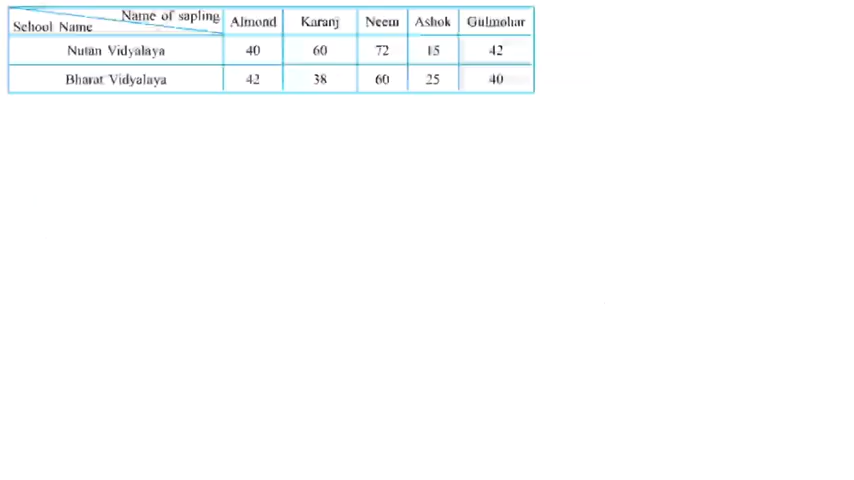 Name of sapling
School Name
Almond Karanj Neem Ashok Gulmohar
Nutan Vidyalaya 40 60 72 15 42
Bharat Vidyalaya 42 38 60 25 40